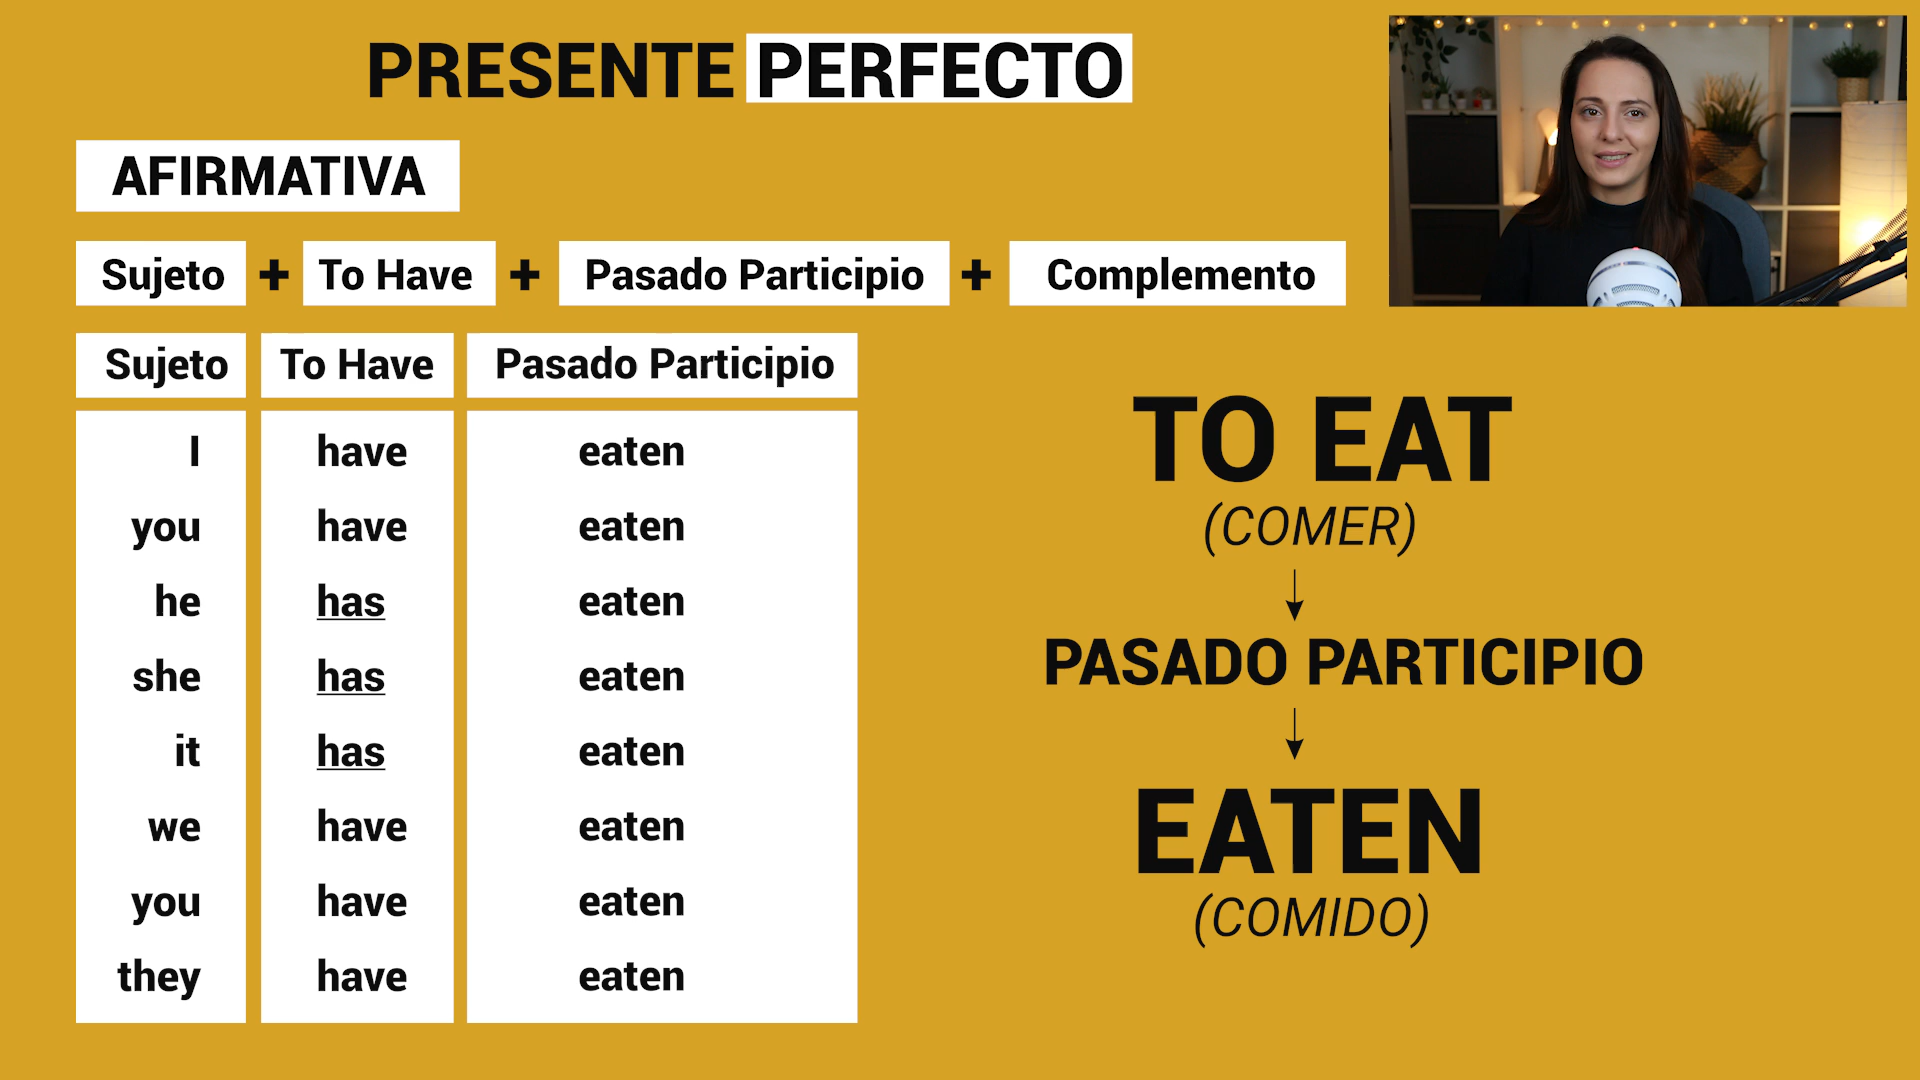 PRESENTE PERFECTO
AFIRMATIVA
Sujeto + To Have + Pasado Participio + Complemento
Sujeto To Have Pasado Participio
I have eaten
you have eaten
he has eaten
she has eaten
it has eaten
we have eaten
you have eaten
they have eaten
TO EAT
(COMER)
PASADO PARTICIPIO
EATEN
(COMIDO)